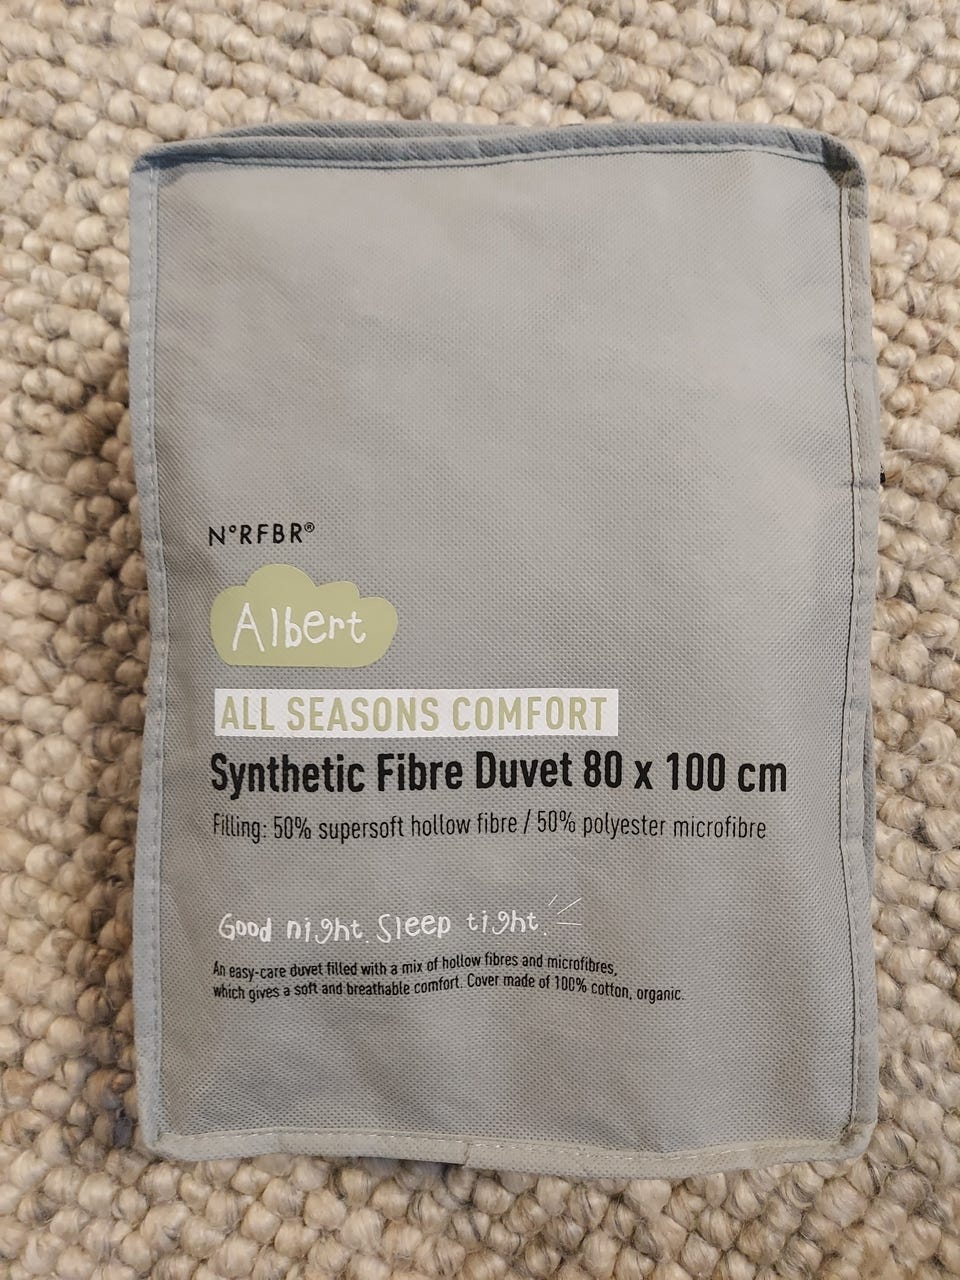 N°RFBR®
Albert
ALL SEASONS COMFORT
Synthetic Fibre Duvet 80 x 100 cm
Filling: 50% supersoft hollow fibre / 50% polyester microfibre
Good night. Sleep tight.
An easy-care duvet filled with a mix of hollow fibres and microfibres,
which gives a soft and breathable comfort. Cover made of 100% cotton, organic.